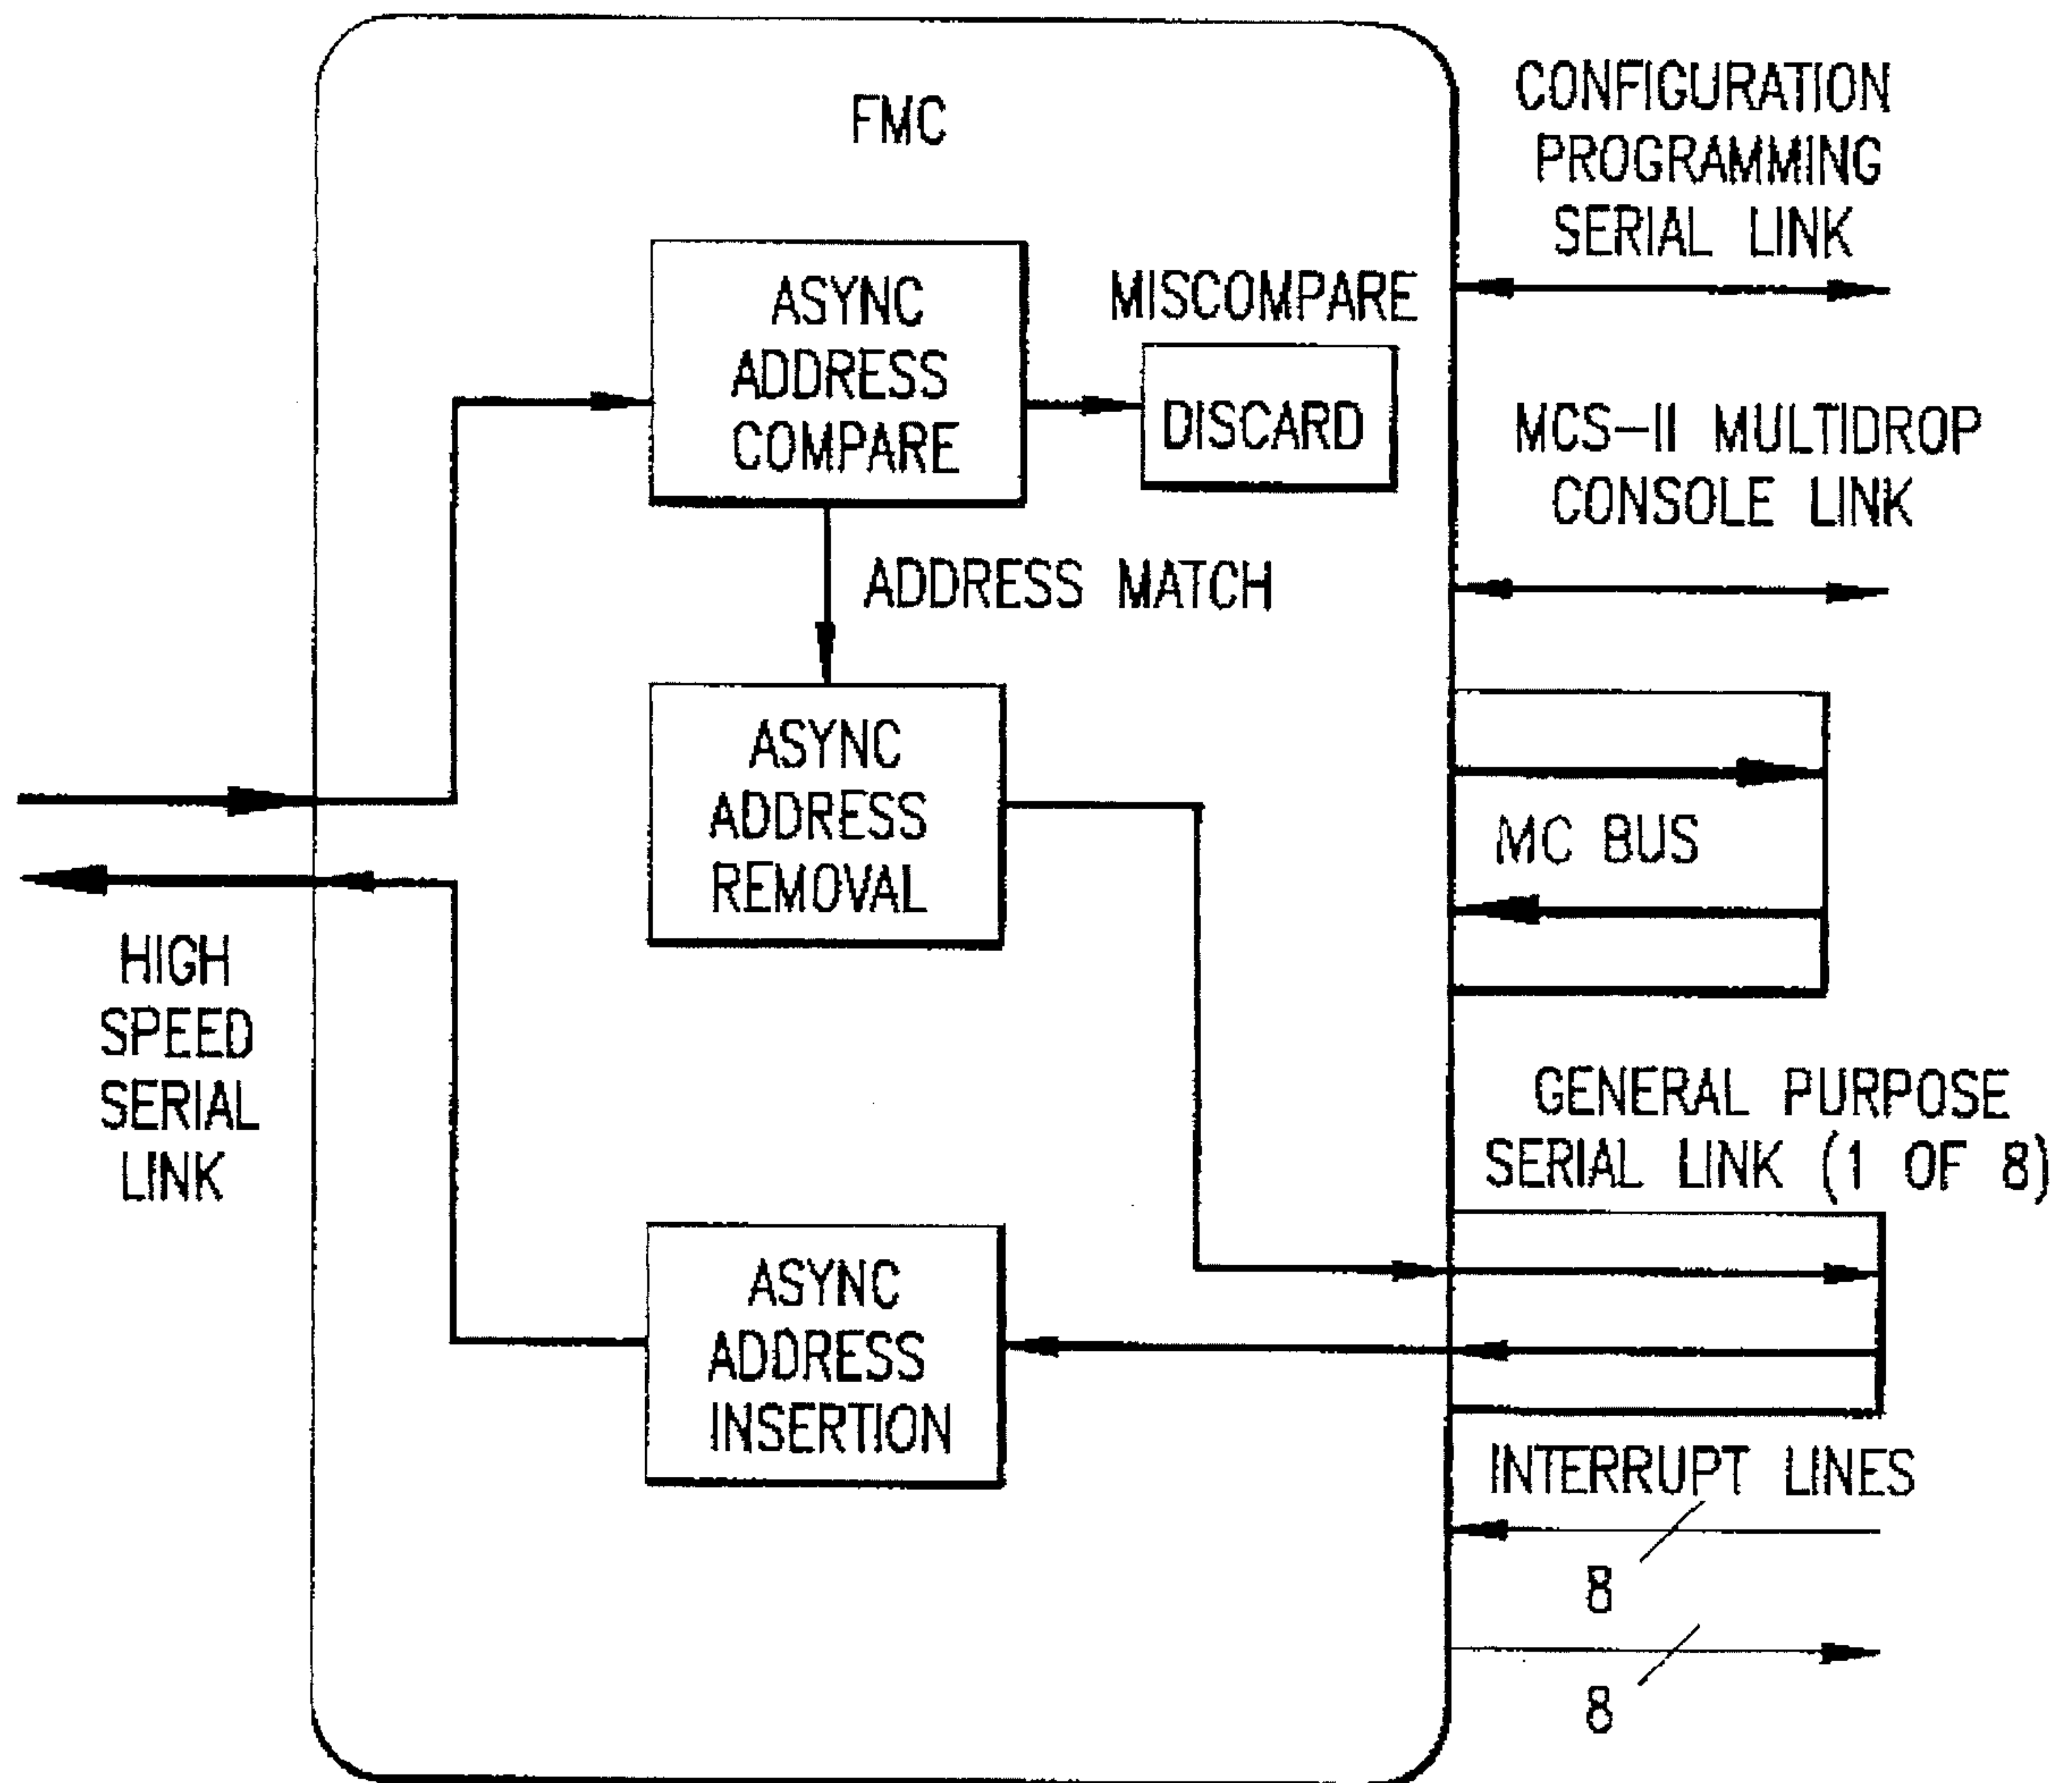 FMC
CONFIGURATION
PROGRAMMING
SERIAL LINK
ASYNC
ADDRESS
COMPARE
MISCOMPARE
DISCARD
MCS-II MULTIDROP
CONSOLE LINK
ADDRESS MATCH
ASYNC
ADDRESS
REMOVAL
MC BUS
HIGH
SPEED
SERIAL
LINK
GENERAL PURPOSE
SERIAL LINK (1 OF 8)
ASYNC
ADDRESS
INSERTION
INTERRUPT LINES
8
8